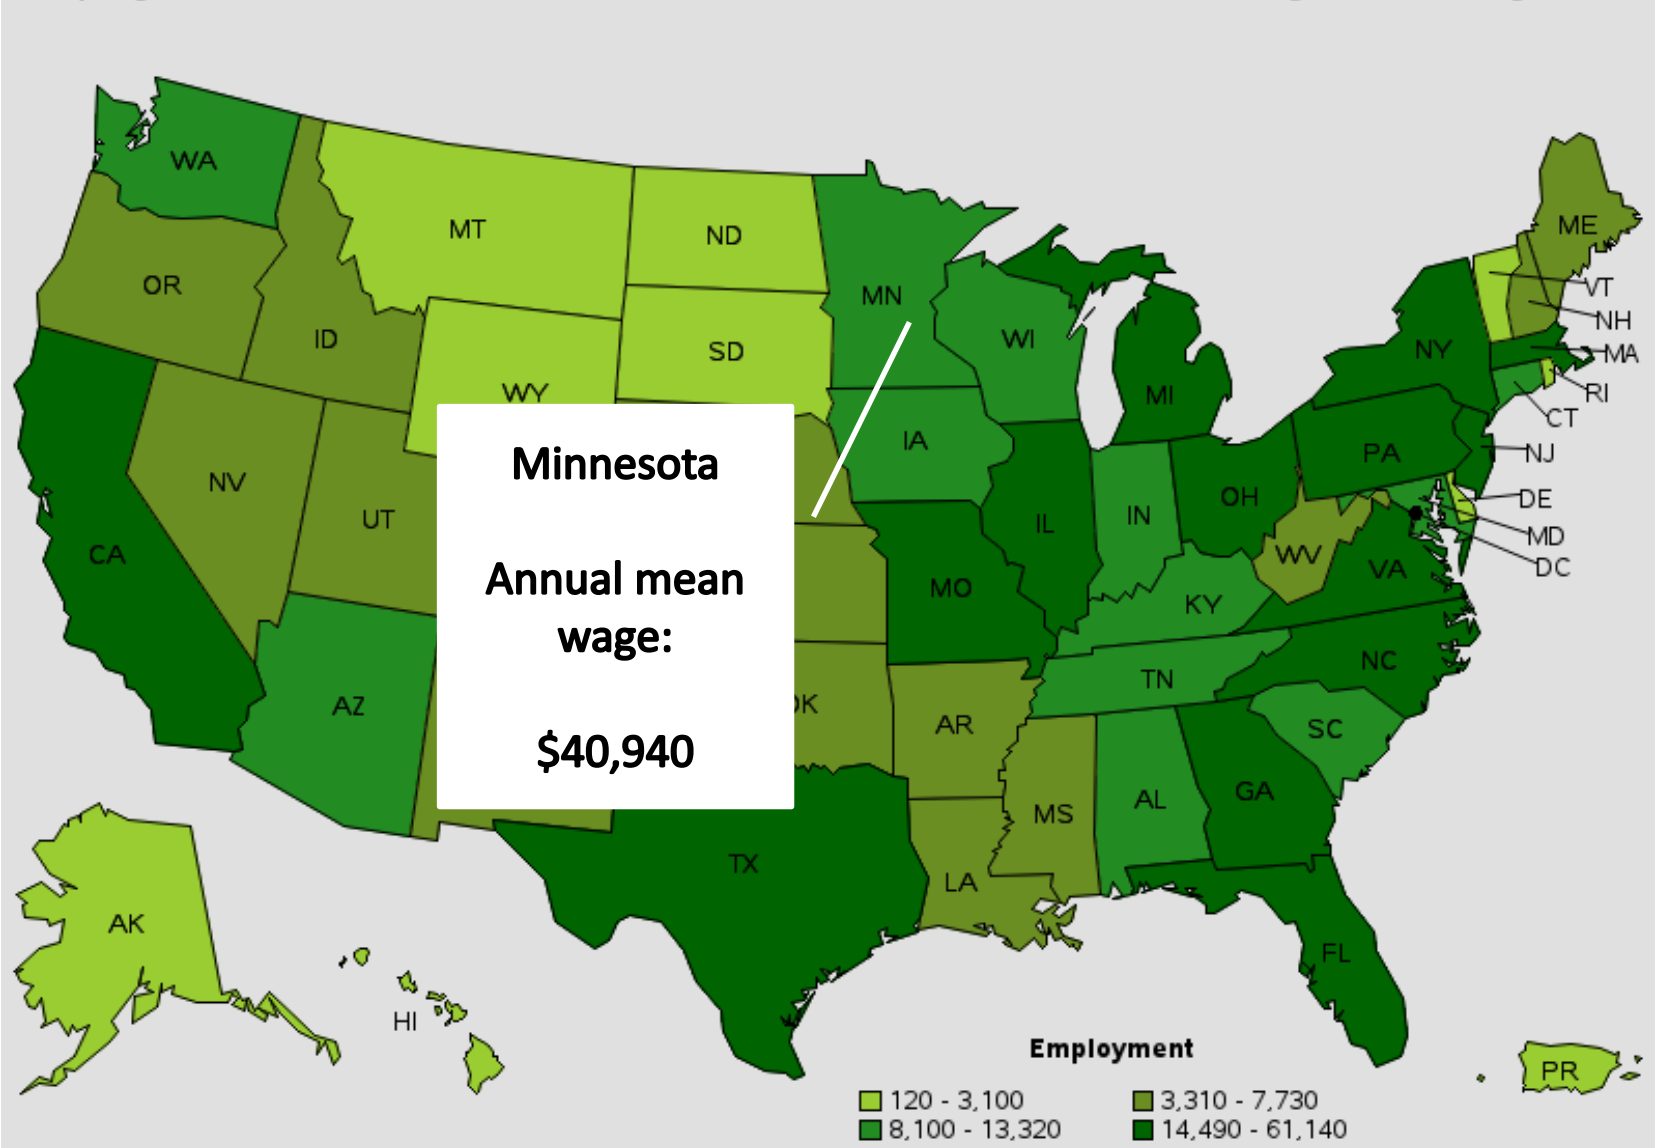 WA
MT
ND
MN
OR
ID
SD
WI
WY
MI
NY
ME
VT
NH
MA
RI
CT
NJ
PA
DE
MD
DC
NV
UT
CA
AZ
Minnesota
Annual mean
wage:
$40,940
IA
IL
IN
OH
WV
VA
MO
KY
TN
NC
SC
AR
MS
AL
GA
TX
LA
FL
AK
HI
PR
Employment
120 - 3,100
3,310 - 7,730
8,100 - 13,320
14,490 - 61,140